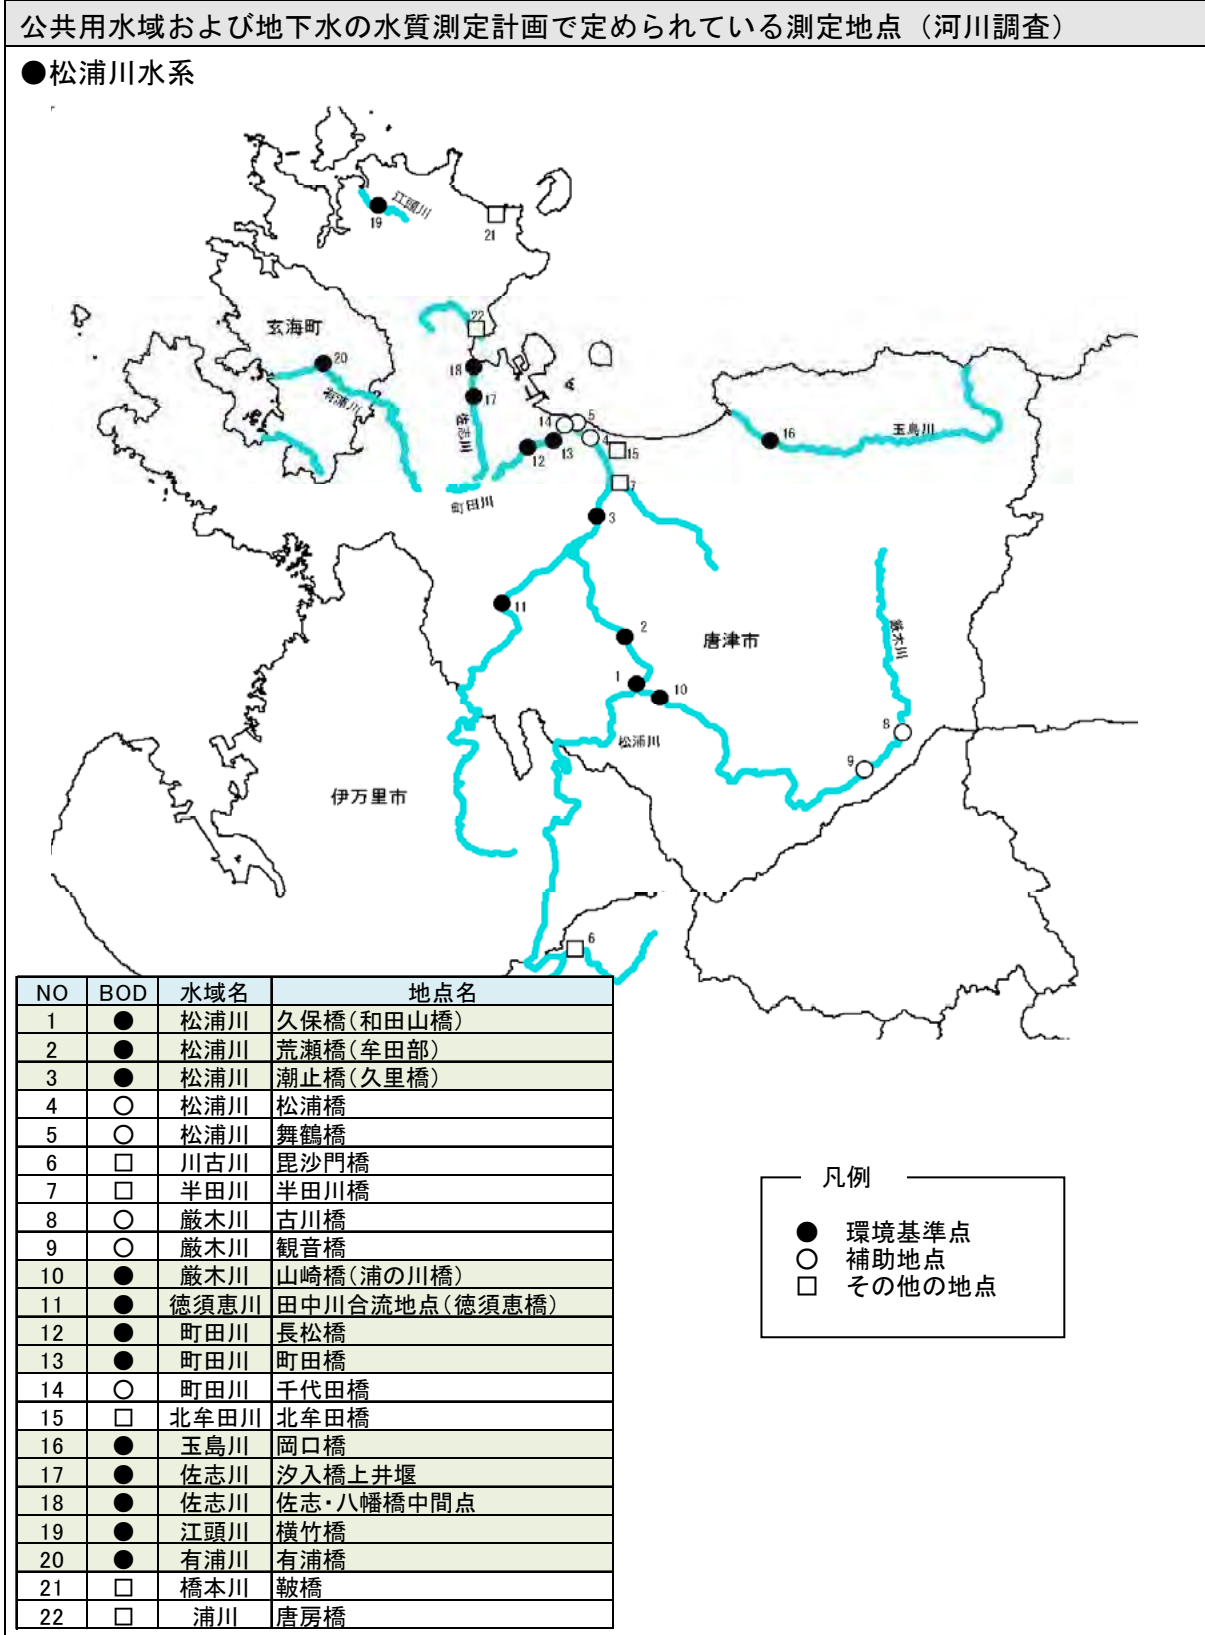 公共用水域および地下水の水質測定計画で定められている測定地点（河川調査）
●松浦川水系
江頭川
19
21
22
玄海町
20
18
有浦川
17
佐志川
5
14
4
16
玉島川
12
13
15
町田川
7
3
11
2
唐津市
厳木川
1
10
8
松浦川
9
伊万里市
6
NO BOD 水域名 地点名
1 ● 松浦川 久保橋（和田山橋）
2 ● 松浦川 荒瀬橋（牟田部）
3 ● 松浦川 潮止橋（久里橋）
4 ○ 松浦川 松浦橋
5 ○ 松浦川 舞鶴橋
6 □ 川古川 毘沙門橋
7 □ 半田川 半田川橋
8 ○ 厳木川 古川橋
9 ○ 厳木川 観音橋
10 ● 厳木川 山崎橋（浦の川橋）
11 ● 徳須恵川 田中川合流地点（徳須恵橋）
12 ● 町田川 長松橋
13 ● 町田川 町田橋
14 ○ 町田川 千代田橋
15 □ 北牟田川 北牟田橋
16 ● 玉島川 岡口橋
17 ● 佐志川 汐入橋上井堰
18 ● 佐志川 佐志・八幡橋中間点
19 ● 江頭川 横竹橋
20 ● 有浦川 有浦橋
21 □ 橋本川 鞍橋
22 □ 浦川 唐房橋
凡例
● 環境基準点
○ 補助地点
□ その他の地点